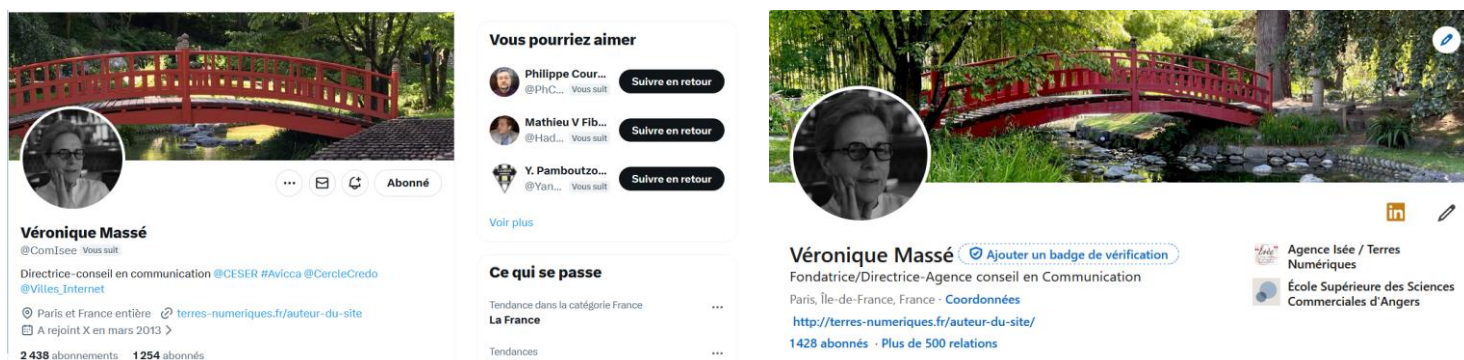 Véronique Massé
@ComIsee Vous suit
Directrice-conseil en communication @CESER #Avicca @CercleCredo
@Villes_Internet
Paris et France entière terres-numeriques.fr/auteur-du-site
A rejoint X en mars 2013
2 438 abonnements 1 254 abonnés
Abonné
Vous pourriez aimer
Philippe Cour...
@PhC... Vous suit
Suivre en retour
Mathieu V Fib...
@Had... Vous suit
Suivre en retour
Y. Pamboutzo...
@Yan... Vous suit
Suivre en retour
Voir plus
Ce qui se passe
Tendance dans la catégorie France
La France
Tendances
in
Véronique Massé Ajouter un badge de vérification
Fondatrice/Directrice-Agence conseil en Communication
Paris, Île-de-France, France · Coordonnées
http://terres-numeriques.fr/auteur-du-site/
1428 abonnés · Plus de 500 relations
Agence Isée / Terres
Numériques
École Supérieure des Sciences
Commerciales d'Angers